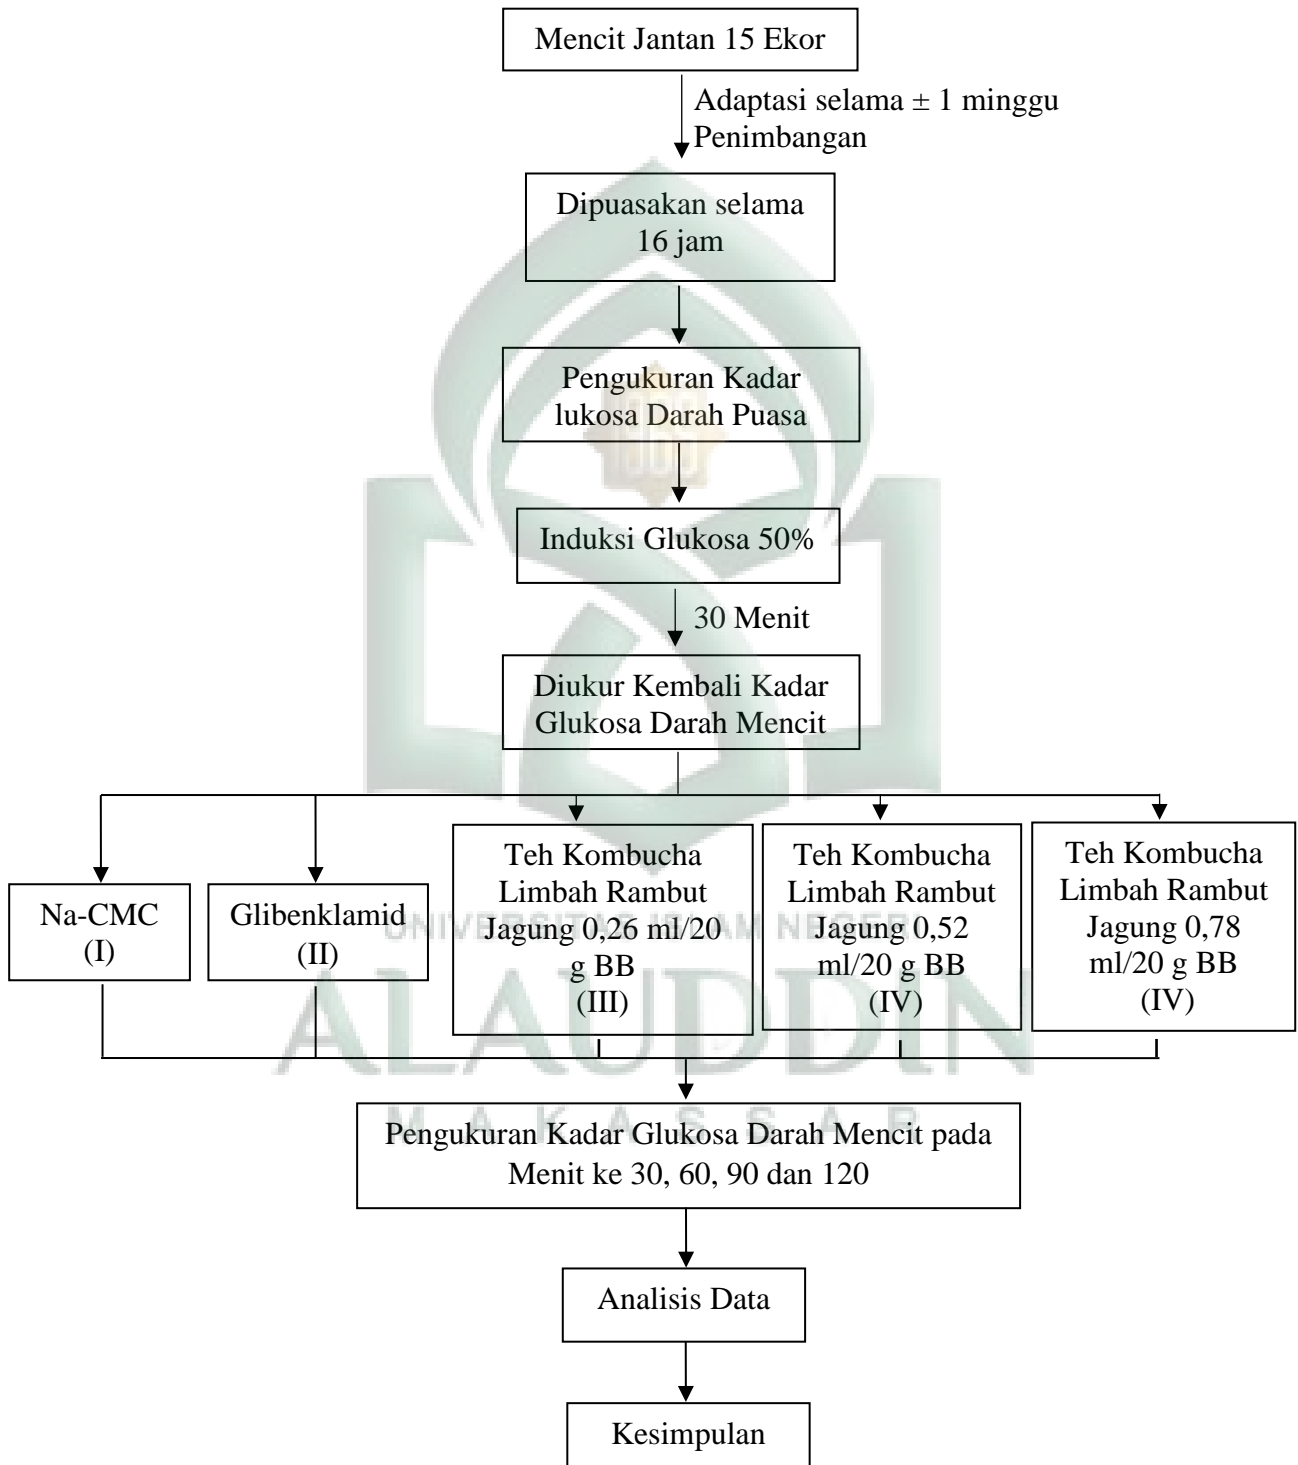 Mencit Jantan 15 Ekor
Adaptasi selama ± 1 minggu
Penimbangan
Dipuasakan selama
16 jam
Pengukuran Kadar
lukosa Darah Puasa
Induksi Glukosa 50%
30 Menit
Diukur Kembali Kadar
Glukosa Darah Mencit
Na-CMC
(I)
Glibenklamid
(II)
Teh Kombucha
Limbah Rambut
Jagung 0,26 ml/20
g BB
(III)
Teh Kombucha
Limbah Rambut
Jagung 0,52
ml/20 g BB
(IV)
Teh Kombucha
Limbah Rambut
Jagung 0,78
ml/20 g BB
(IV)
UNIVERSITAS ISLAM NEGERI
ALAUDDIN
MAKASSAR
Pengukuran Kadar Glukosa Darah Mencit pada
Menit ke 30, 60, 90 dan 120
Analisis Data
Kesimpulan